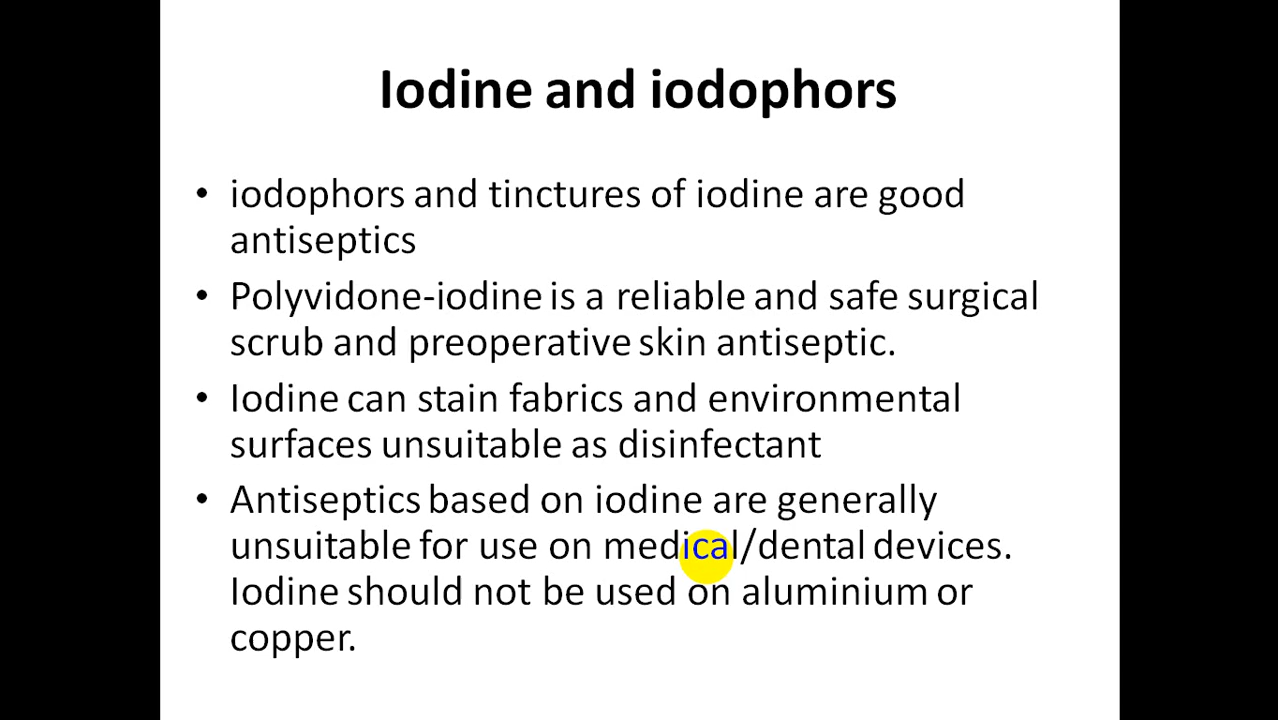 Iodine and iodophors
• iodophors and tinctures of iodine are good
antiseptics
• Polyvidone-iodine is a reliable and safe surgical
scrub and preoperative skin antiseptic.
• Iodine can stain fabrics and environmental
surfaces unsuitable as disinfectant
• Antiseptics based on iodine are generally
unsuitable for use on medical/dental devices.
Iodine should not be used on aluminium or
copper.